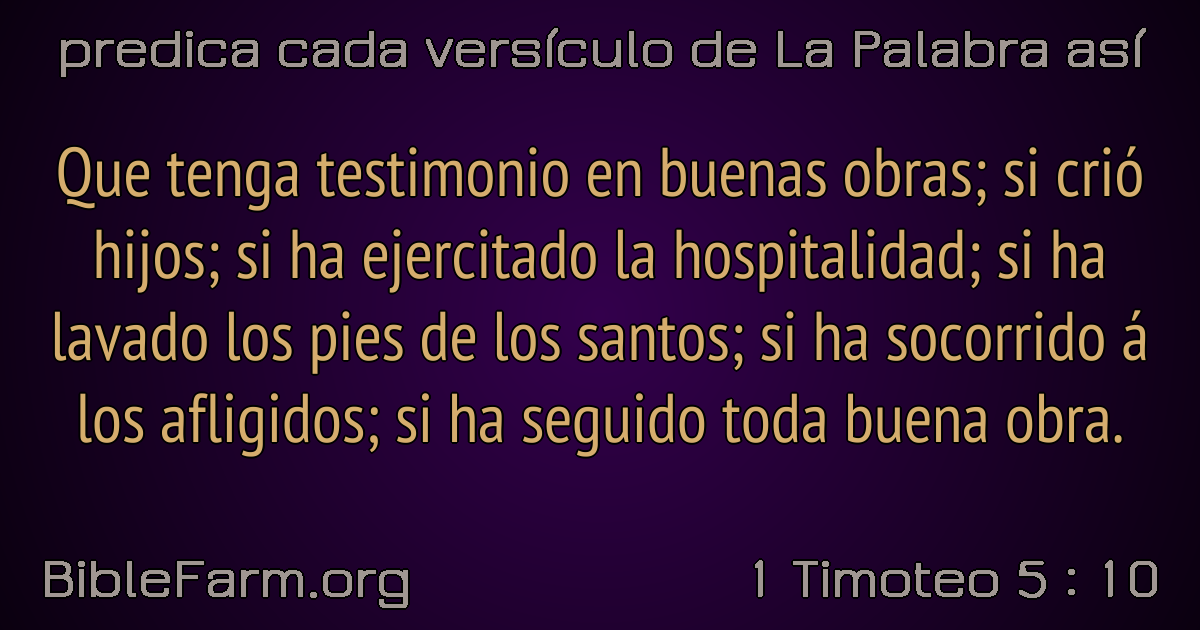 predica cada versículo de La Palabra así
Que tenga testimonio en buenas obras; si crió
hijos; si ha ejercitado la hospitalidad; si ha
lavado los pies de los santos; si ha socorrido á
los afligidos; si ha seguido toda buena obra.
BibleFarm.org
1 Timoteo 5 : 10